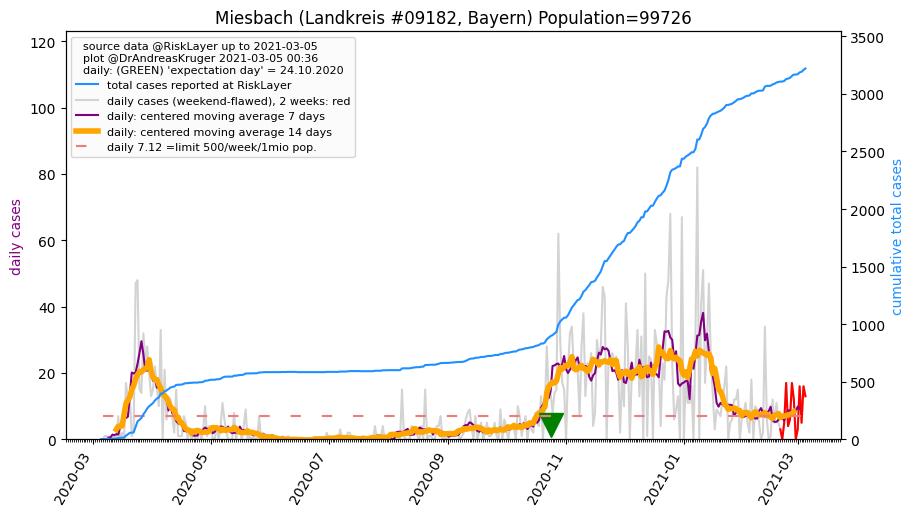 Miesbach (Landkreis #09182, Bayern) Population=99726
source data @RiskLayer up to 2021-03-05
plot @DrAndreasKruger 2021-03-05 00:36
daily: (GREEN) 'expectation day' = 24.10.2020
total cases reported at RiskLayer
daily cases (weekend-flawed), 2 weeks: red
daily: centered moving average 7 days
daily: centered moving average 14 days
daily 7.12 =limit 500/week/1mio pop.
daily cases
120
100
80
60
40
20
0
cumulative total cases
3500
3000
2500
2000
1500
1000
500
0
2020-03
2020-05
2020-07
2020-09
2020-11
2021-01
2021-03